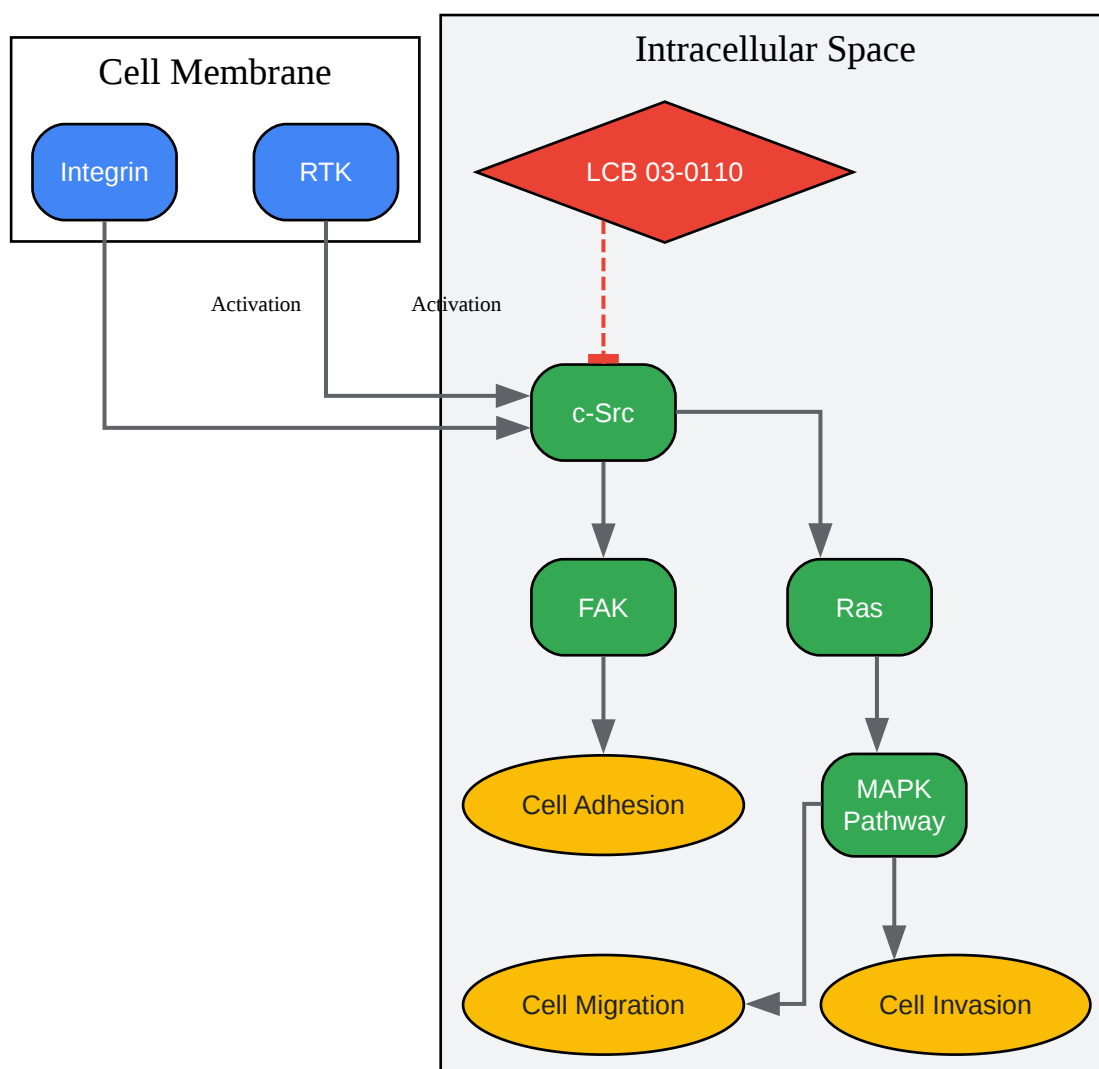 Cell Membrane
Intracellular Space
Integrin
RTK
LCB 03-0110
Activation
Activation
c-Src
FAK
Ras
Cell Adhesion
MAPK
Pathway
Cell Migration
Cell Invasion